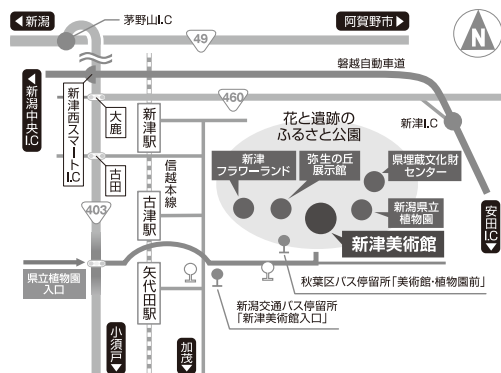 ◀新潟
茅野山I.C
49
阿賀野市▶
N
磐越自動車道
◀新潟中央I.C
新津西スマートI.C
大鹿
古田
新津駅
460
新津I.C
花と遺跡の
ふるさと公園
新津
フラワーランド
弥生の丘
展示館
県埋蔵文化財
センター
新潟県立
植物園
新津美術館
安田I.C▼
信越本線
古津駅
403
県立植物園
入口
矢代田駅
秋葉区バス停留所「美術館・植物園前」
新潟交通バス停留所
「新津美術館入口」
小須戸▼
加茂▼